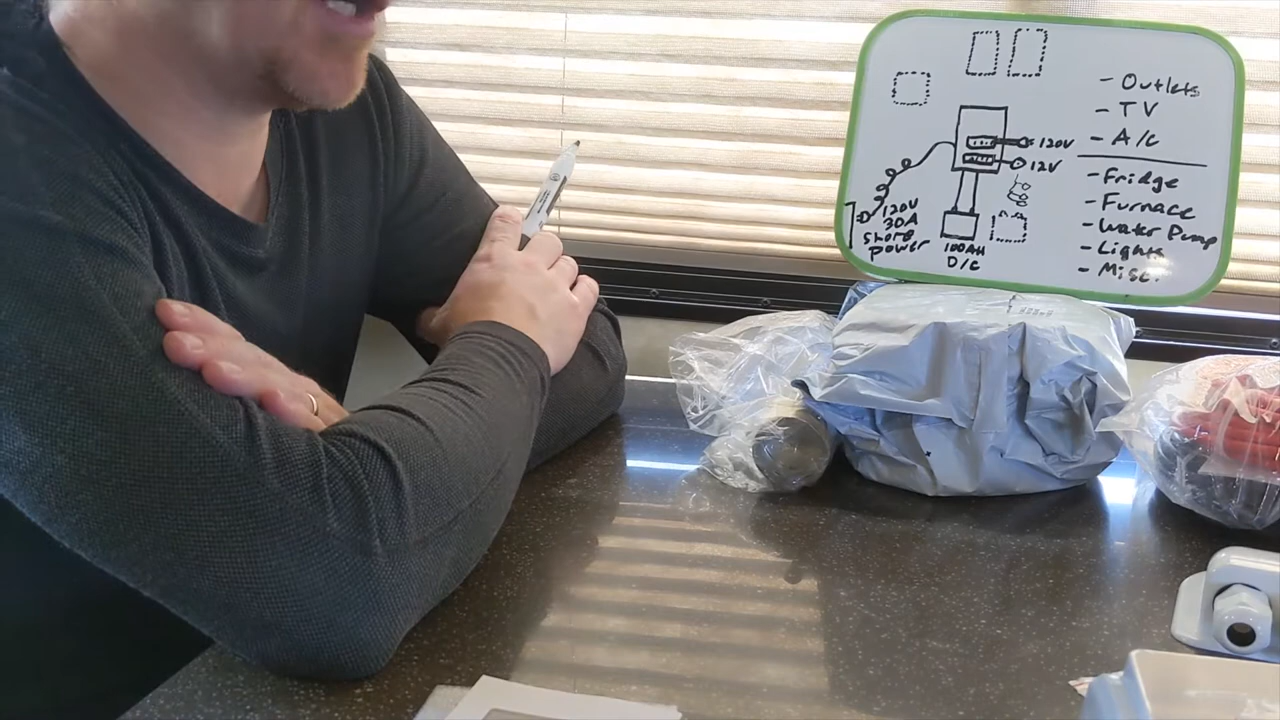 - Outlets
- TV
- A/C
- Fridge
- Furnace
- Water Pump
- Lights
- Misc.
120V
12V
120V
30A
Shore
power
100AH
D/C